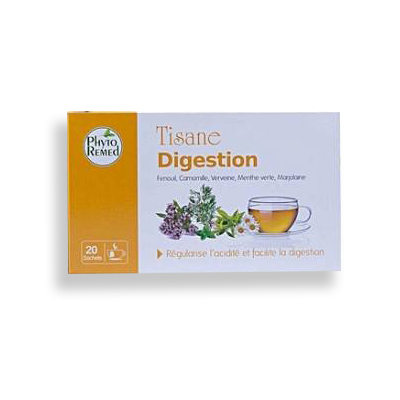 Phyto
Remed
Tisane
Digestion
Fenouil, Camomille, Verveine, Menthe verte, Marjolaine
20
Sachets
Régularise l'acidité et facilite la digestion